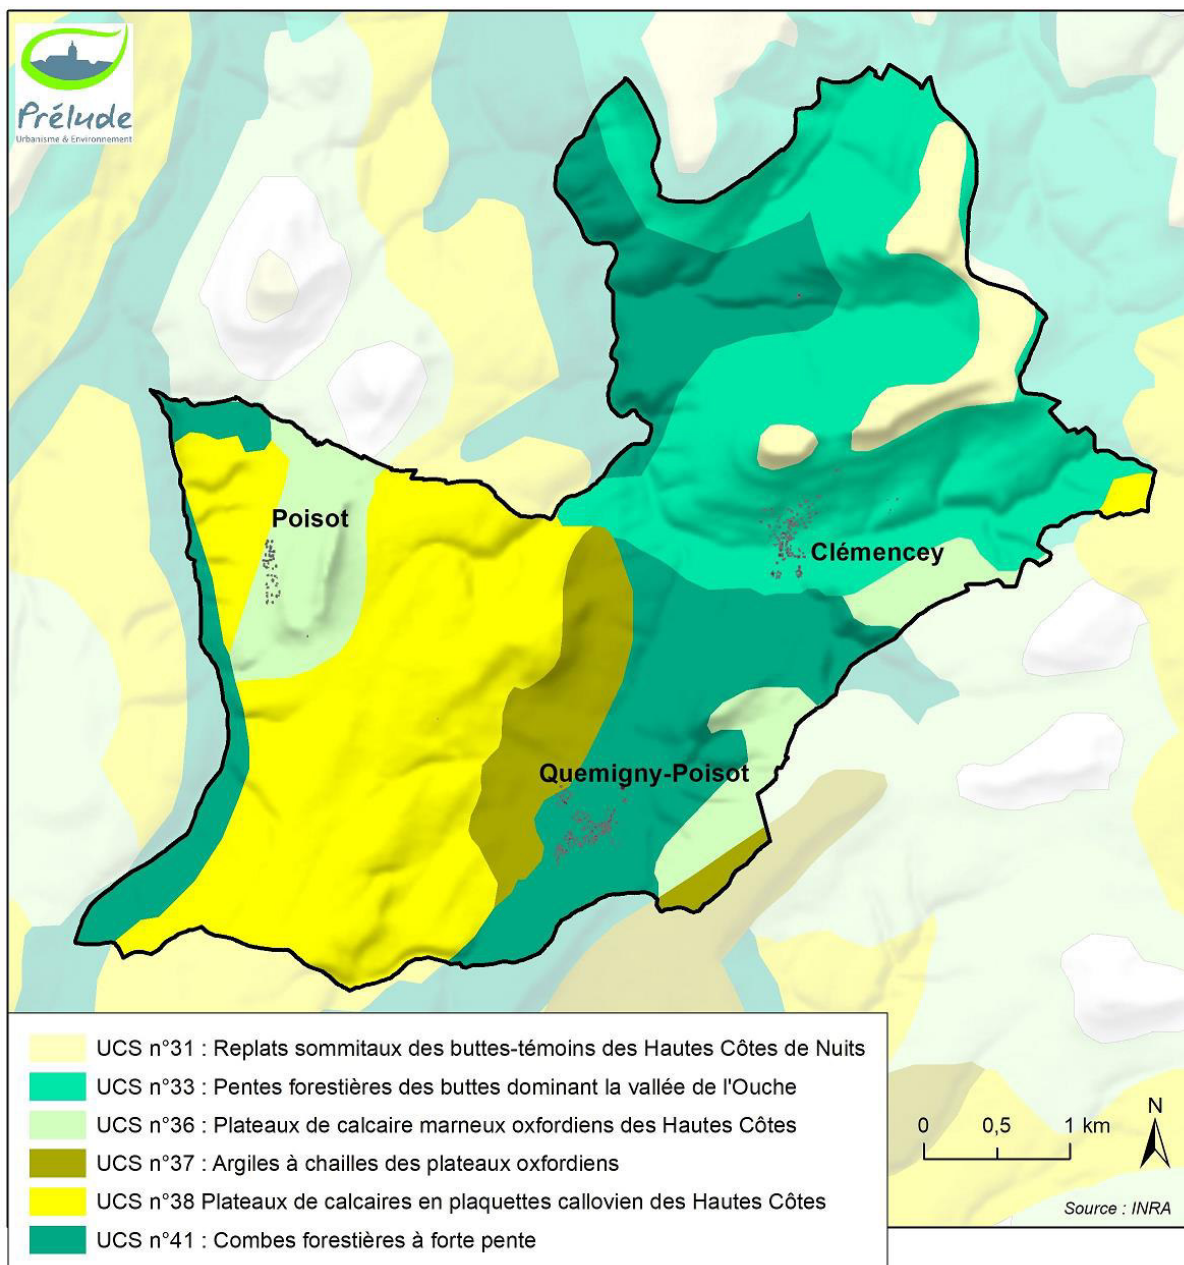 Prélude
Urbanisme & Environnement
Poisot
Clémencey
Quemigny-Poisot
UCS n°31 : Replats sommitaux des buttes-témoins des Hautes Côtes de Nuits
UCS n°33 : Pentes forestières des buttes dominant la vallée de l'Ouche
UCS n°36 : Plateaux de calcaire marneux oxfordiens des Hautes Côtes
UCS n°37 : Argiles à chailles des plateaux oxfordiens
UCS n°38 Plateaux de calcaires en plaquettes callovien des Hautes Côtes
UCS n°41 : Combes forestières à forte pente
0 0,5 1 km
N
Source : INRA